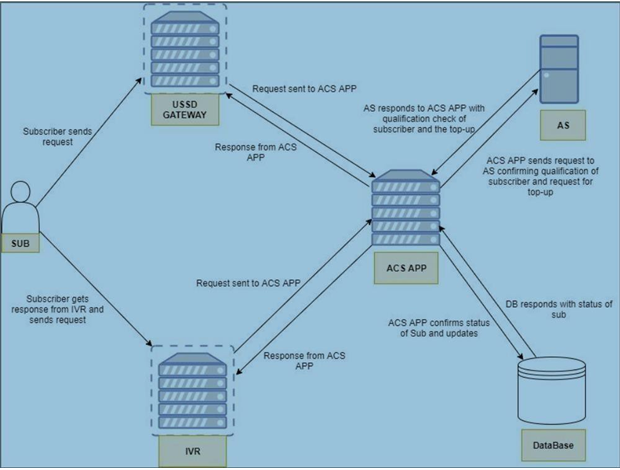 USSD
GATEWAY
Request sent to ACS APP
Subscriber sends
request
Response from ACS
APP
AS responds to ACS APP with
qualification check of
subscriber and the top-up
AS
ACS APP sends request to
AS confirming qualification of
subscriber and request for
top-up
SUB
ACS APP
Subscriber gets
response from IVR and
sends request
Request sent to ACS APP
Response from ACS
APP
ACS APP confirms status
of Sub and updates
DB responds with status of
sub
IVR
DataBase